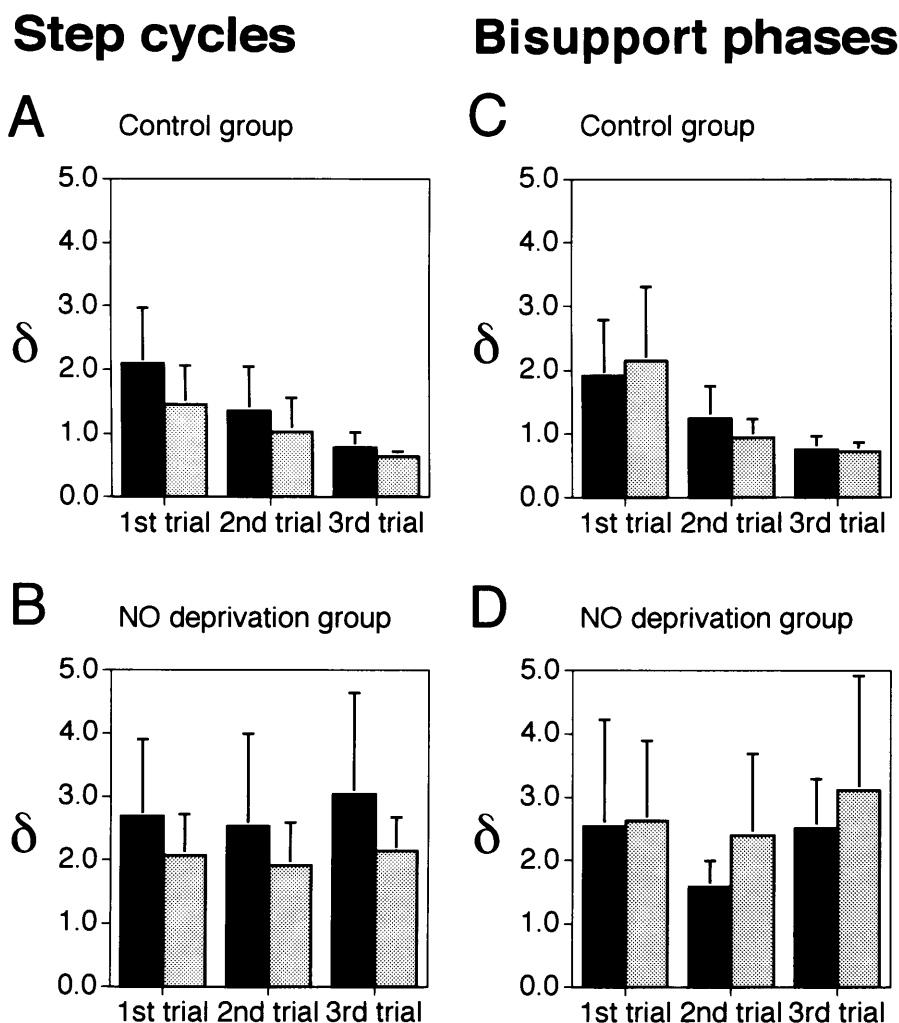 Step cycles
Bisupport phases
A
Control group
5.0
4.0
3.0
2.0
1.0
0.0
δ
1st trial 2nd trial 3rd trial
C
Control group
5.0
4.0
3.0
2.0
1.0
0.0
δ
1st trial 2nd trial 3rd trial
B
NO deprivation group
5.0
4.0
3.0
2.0
1.0
0.0
δ
1st trial 2nd trial 3rd trial
D
NO deprivation group
5.0
4.0
3.0
2.0
1.0
0.0
δ
1st trial 2nd trial 3rd trial